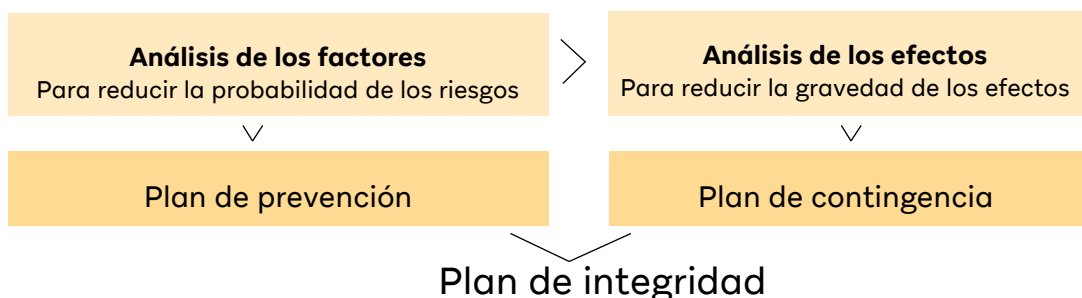 Análisis de los factores
Para reducir la probabilidad de los riesgos
Análisis de los efectos
Para reducir la gravedad de los efectos
Plan de prevención
Plan de contingencia
Plan de integridad